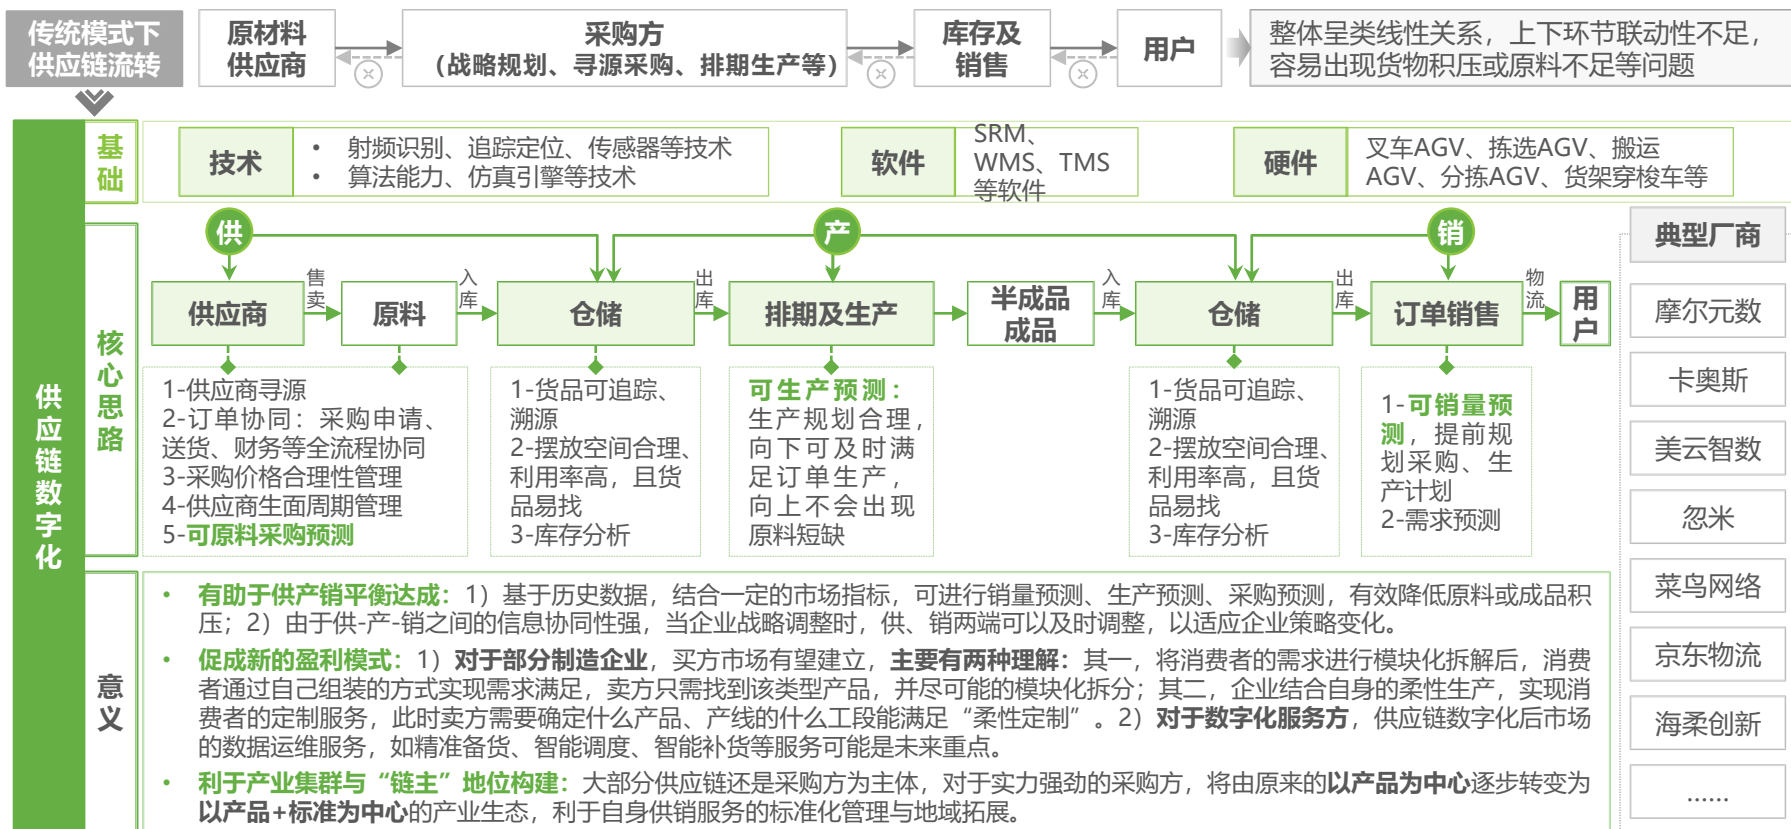 传统模式下
供应链流转
原材料
供应商
采购方
（战略规划、寻源采购、排期生产等）
库存及
销售
用户
整体呈类线性关系，上下环节联动性不足，
容易出现货物积压或原料不足等问题
供应链数字化
基础
技术
• 射频识别、追踪定位、传感器等技术
• 算法能力、仿真引擎等技术
软件
SRM、
WMS、TMS
等软件
硬件
叉车AGV、拣选AGV、搬运
AGV、分拣AGV、货架穿梭车等
核心思路
供
产
销
供应商
售卖
原料
入库
仓储
出库
排期及生产
半成品
成品
入库
仓储
出库
订单销售
物流
用户
1-供应商寻源
2-订单协同：采购申请、
送货、财务等全流程协同
3-采购价格合理性管理
4-供应商生面周期管理
5-可原料采购预测
1-货品可追踪、
溯源
2-摆放空间合理、
利用率高，且货
品易找
3-库存分析
可生产预测：
生产规划合理，
向下可及时满
足订单生产，
向上不会出现
原料短缺
1-货品可追踪、
溯源
2-摆放空间合理、
利用率高，且货
品易找
3-库存分析
1-可销量预
测，提前规
划采购、生
产计划
2-需求预测
典型厂商
摩尔元数
卡奥斯
美云智数
忽米
菜鸟网络
京东物流
海柔创新
……
意义
• 有助于供产销平衡达成：1）基于历史数据，结合一定的市场指标，可进行销量预测、生产预测、采购预测，有效降低原料或成品积
压；2）由于供-产-销之间的信息协同性强，当企业战略调整时，供、销两端可以及时调整，以适应企业策略变化。
• 促成新的盈利模式：1）对于部分制造企业，买方市场有望建立，主要有两种理解：其一，将消费者的需求进行模块化拆解后，消费
者通过自己组装的方式实现需求满足，卖方只需找到该类型产品，并尽可能的模块化拆分；其二，企业结合自身的柔性生产，实现消
费者的定制服务，此时卖方需要确定什么产品、产线的什么工段能满足“柔性定制”。2）对于数字化服务方，供应链数字化后市场
的数据运维服务，如精准备货、智能调度、智能补货等服务可能是未来重点。
• 利于产业集群与“链主”地位构建：大部分供应链还是采购方为主体，对于实力强劲的采购方，将由原来的以产品为中心逐步转变为
以产品+标准为中心的产业生态，利于自身供销服务的标准化管理与地域拓展。